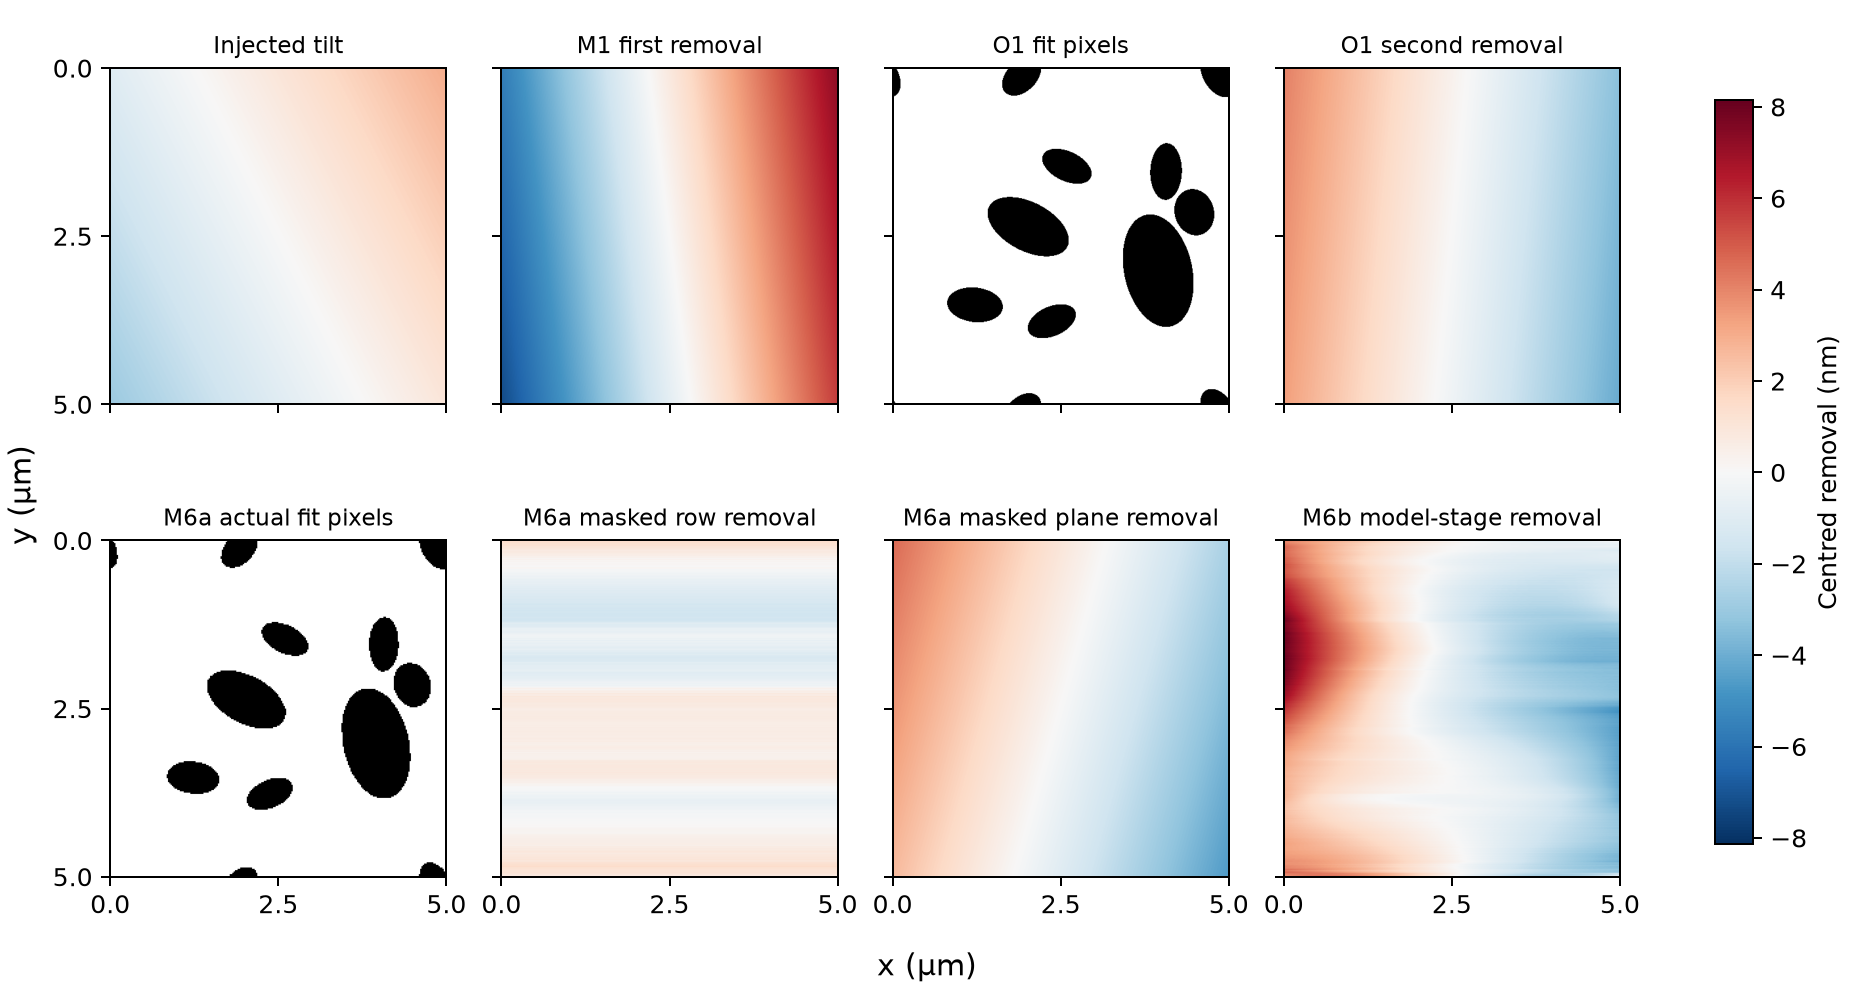 Injected tilt
M1 first removal
O1 fit pixels
O1 second removal
0.0
2.5
5.0
M6a actual fit pixels
M6a masked row removal
M6a masked plane removal
M6b model-stage removal
0.0
2.5
5.0
0.0 2.5 5.0
0.0 2.5 5.0
0.0 2.5 5.0
0.0 2.5 5.0
x (μm)
y (μm)
8
6
4
2
0
−2
−4
−6
−8
Centred removal (nm)